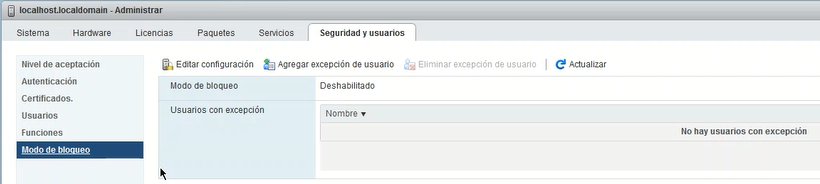 localhost.localdomain - Administrar
Sistema Hardware Licencias Paquetes Servicios Seguridad y usuarios
Nivel de aceptación
Autenticación
Certificados.
Usuarios
Funciones
Modo de bloqueo
Editar configuración Agregar excepción de usuario Eliminar excepción de usuario Actualizar
Modo de bloqueo Deshabilitado
Usuarios con excepción
Nombre
No hay usuarios con excepción